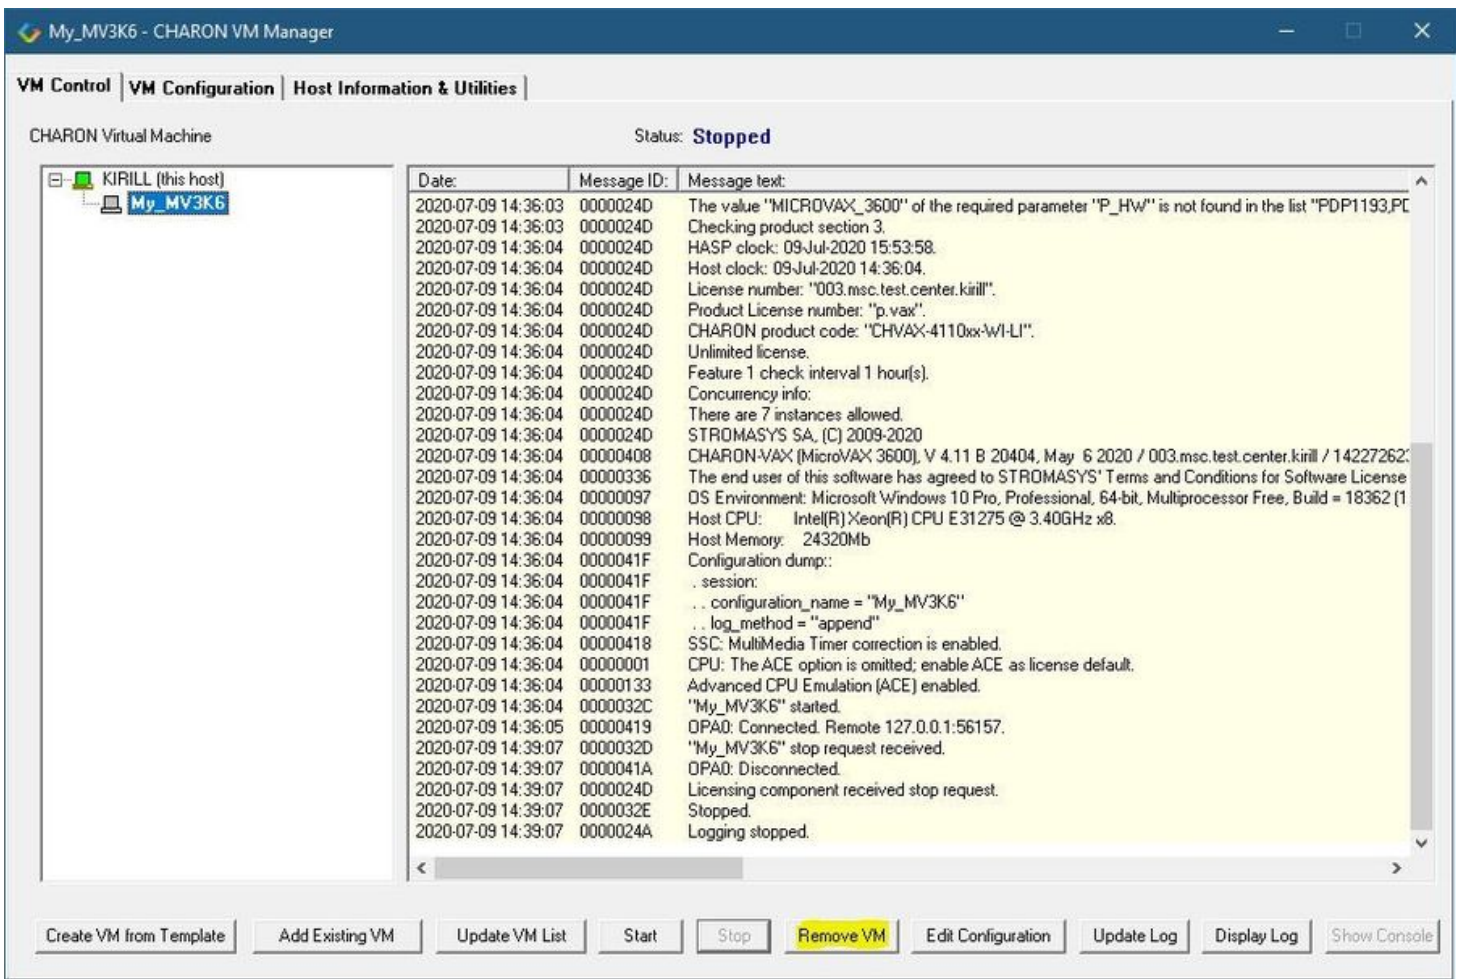 My_MV3K6 - CHARON VM Manager
VM Control VM Configuration Host Information & Utilities
CHARON Virtual Machine Status: Stopped
KIRILL (this host)
My_MV3K6
Date: Message ID: Message text:
2020-07-09 14:36:03 0000024D The value "MICROVAX_3600" of the required parameter "P_HW" is not found in the list "PDP1193,PD
2020-07-09 14:36:03 0000024D Checking product section 3.
2020-07-09 14:36:04 0000024D HASP clock: 09-Jul-2020 15:53:58.
2020-07-09 14:36:04 0000024D Host clock: 09-Jul-2020 14:36:04.
2020-07-09 14:36:04 0000024D License number: "003.msc.test.center.kirill".
2020-07-09 14:36:04 0000024D Product License number: "p.vax".
2020-07-09 14:36:04 0000024D CHARON product code: "CHVAX-4110xx-WI-LI".
2020-07-09 14:36:04 0000024D Unlimited license.
2020-07-09 14:36:04 0000024D Feature 1 check interval 1 hour(s).
2020-07-09 14:36:04 0000024D Concurrency info:
2020-07-09 14:36:04 0000024D There are 7 instances allowed.
2020-07-09 14:36:04 0000024D STROMASYS SA, (C) 2009-2020
2020-07-09 14:36:04 00000408 CHARON-VAX (MicroVAX 3600), V 4.11 B 20404, May 6 2020 / 003.msc.test.center.kirill / 142272623
2020-07-09 14:36:04 00000336 The end user of this software has agreed to STROMASYS' Terms and Conditions for Software License
2020-07-09 14:36:04 00000097 OS Environment: Microsoft Windows 10 Pro, Professional, 64-bit, Multiprocessor Free, Build = 18362 (1
2020-07-09 14:36:04 00000098 Host CPU: Intel(R) Xeon(R) CPU E31275 @ 3.40GHz x8.
2020-07-09 14:36:04 00000099 Host Memory: 24320Mb
2020-07-09 14:36:04 0000041F Configuration dump::
2020-07-09 14:36:04 0000041F . session:
2020-07-09 14:36:04 0000041F . . configuration_name = "My_MV3K6"
2020-07-09 14:36:04 0000041F . . log_method = "append"
2020-07-09 14:36:04 00000418 SSC: MultiMedia Timer correction is enabled.
2020-07-09 14:36:04 00000001 CPU: The ACE option is omitted; enable ACE as license default.
2020-07-09 14:36:04 00000133 Advanced CPU Emulation (ACE) enabled.
2020-07-09 14:36:04 0000032C "My_MV3K6" started.
2020-07-09 14:36:05 00000419 OPA0: Connected. Remote 127.0.0.1:56157.
2020-07-09 14:39:07 0000032D "My_MV3K6" stop request received.
2020-07-09 14:39:07 0000041A OPA0: Disconnected.
2020-07-09 14:39:07 0000024D Licensing component received stop request.
2020-07-09 14:39:07 0000032E Stopped.
2020-07-09 14:39:07 0000024A Logging stopped.
Create VM from Template Add Existing VM Update VM List Start Stop Remove VM Edit Configuration Update Log Display Log Show Console